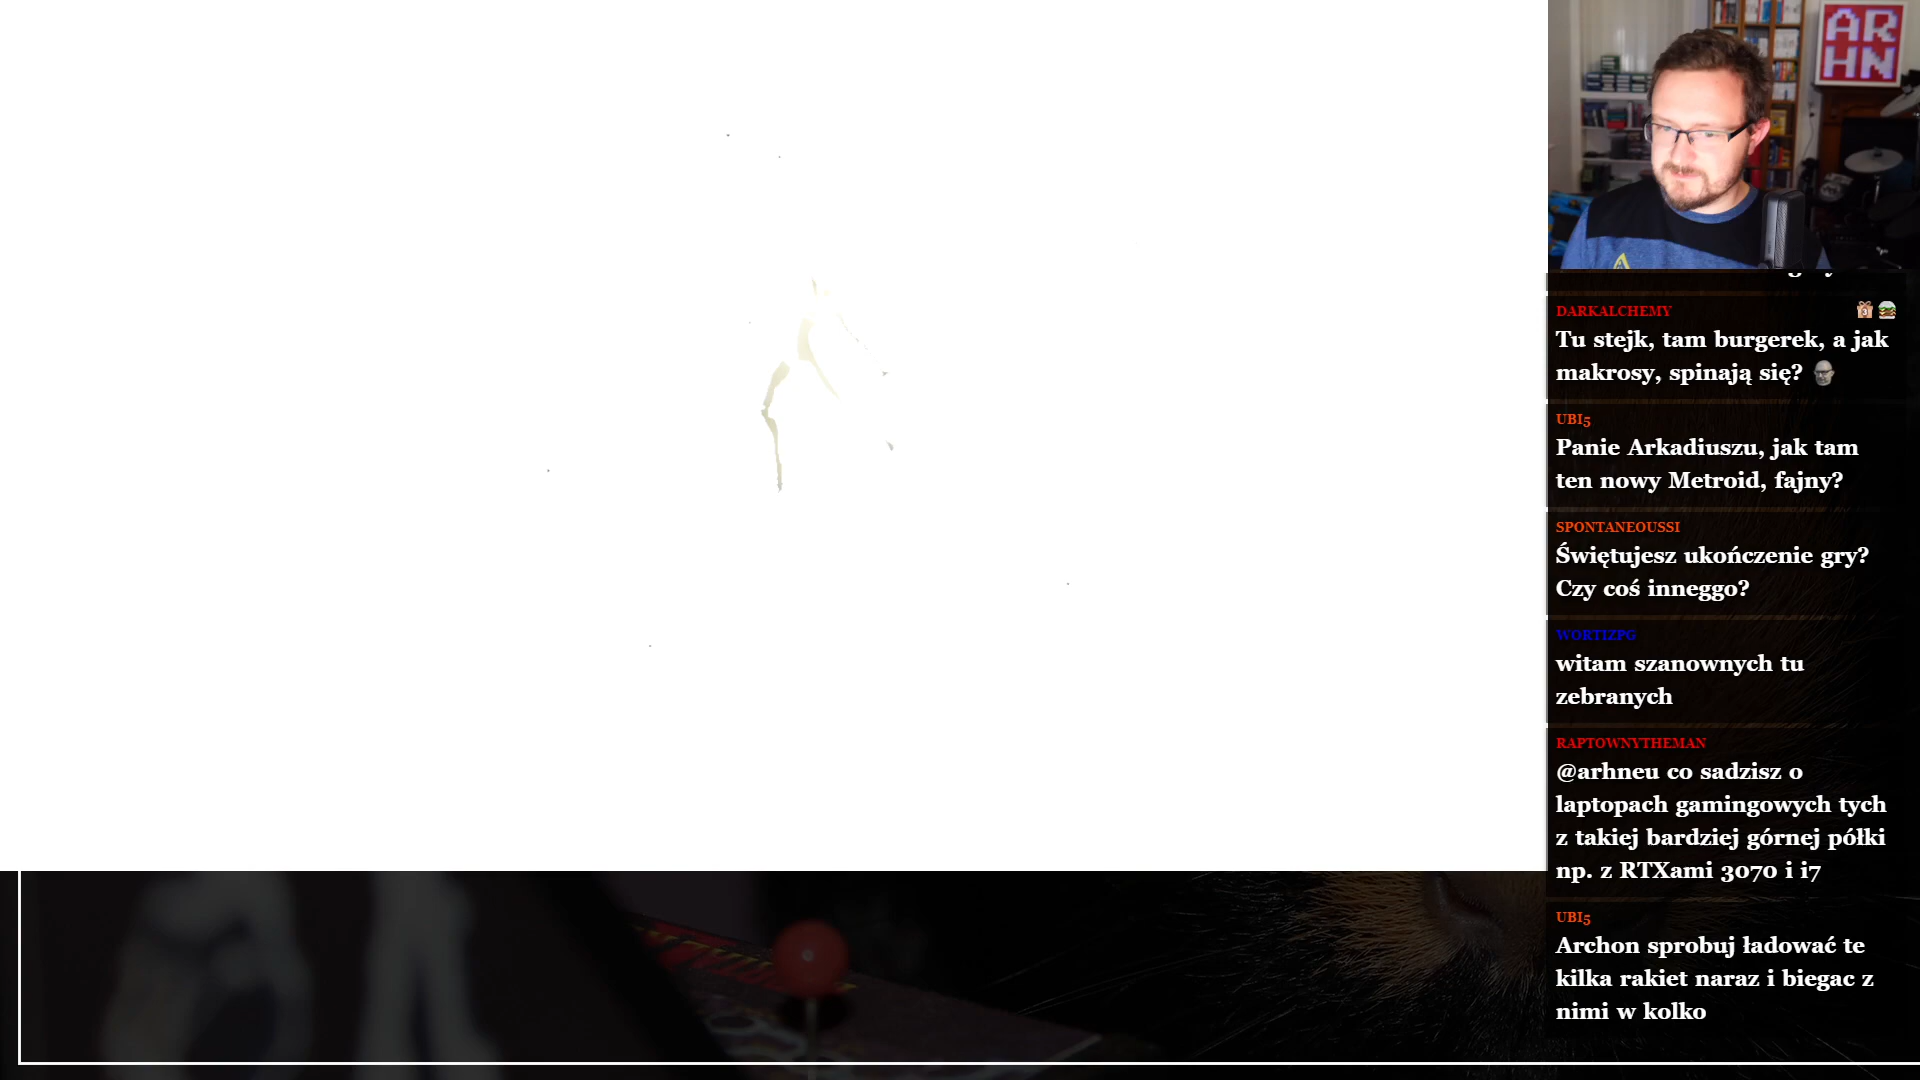 AR
HN
DARKALCHEMY
Tu stejk, tam burgerek, a jak
makrosy, spinają się?
UBI5
Panie Arkadiuszu, jak tam
ten nowy Metroid, fajny?
SPONTANEOUSSI
Świętujesz ukończenie gry?
Czy coś inneggo?
WORTIZPG
witam szanownych tu
zebranych
RAPTOWNYTHEMAN
@arhneu co sadzisz o
laptopach gamingowych tych
z takiej bardziej górnej półki
np. z RTXami 3070 i i7
UBI5
Archon sprobuj ładować te
kilka rakiet naraz i biegac z
nimi w kolko